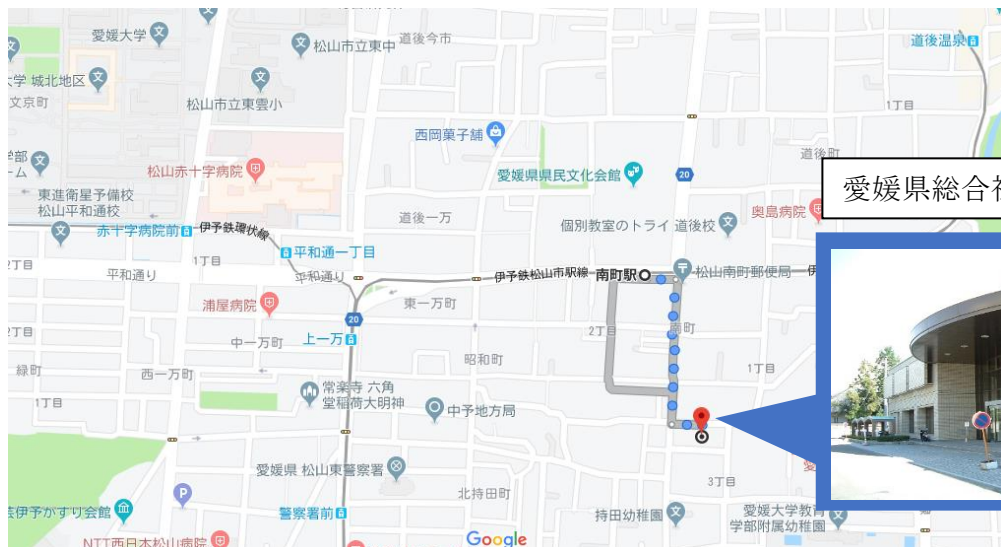 愛媛大学
松山市立東中
道後今市
道後温泉
大学 城北地区
文京町
松山市立東雲小
1丁目
西岡菓子舗
道後町
松山赤十字病院
愛媛県県民文化会館
20
愛媛県総合
東進衛星予備校
松山平和通校
道後一万
個別教室のトライ 道後校
奥島病院
赤十字病院前
伊予鉄環状線
平和通一丁目
2丁目
平和通り
1丁目
平和通り
伊予鉄松山市駅線
南町駅
松山南町郵便局
浦屋病院
東一万町
20
2丁目
南町
2丁目
中一万町
上一万
昭和町
緑町
西一万町
1丁目
1丁目
常楽寺 六角
堂稲荷大明神
中予地方局
愛媛県 松山東警察署
北持田町
3丁目
P
伊予かすり会館
警察署前
持田幼稚園
愛媛大学教育
学部附属幼稚園
NTT西日本松山病院
Google